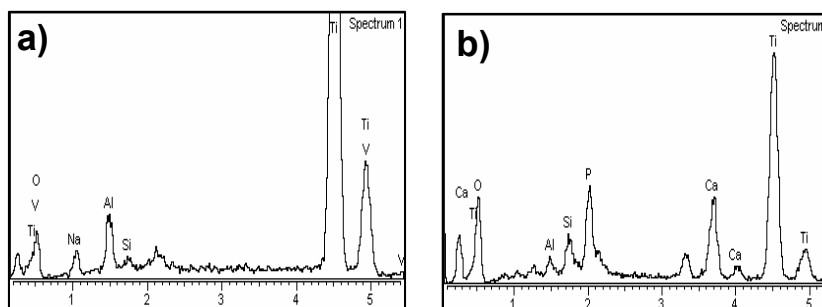 a)
Spectrum 1
Ti
Ti
V
O
V
Ti
Na
Al
Si
V
1 2 3 4 5
b)
Spectrum
Ti
Ca O
Ti
Al
Si
P
Ca
Ca
Ti
1 2 3 4 5